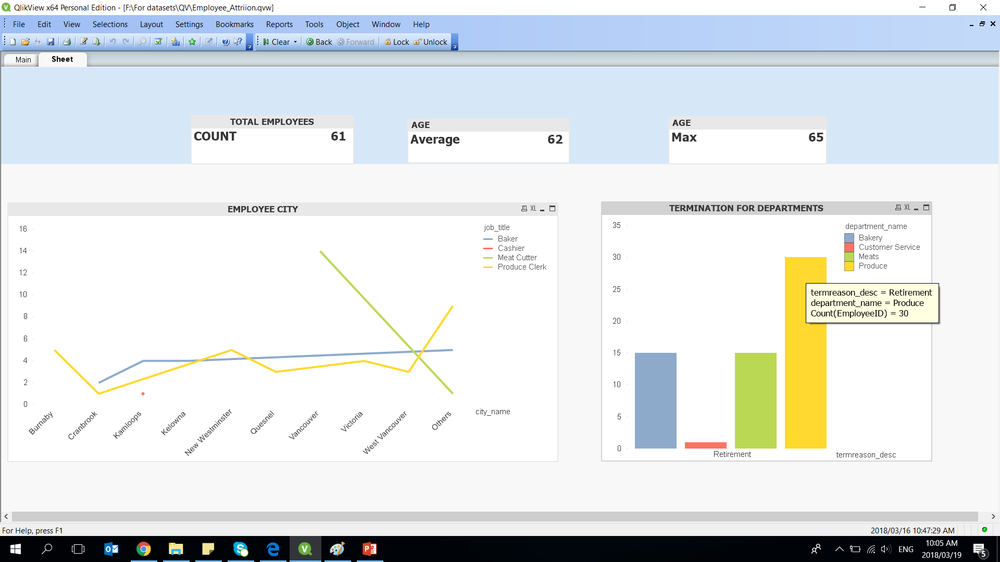 QlikView x64 Personal Edition - [F:\For datasets\QV\Employee_Attriion.qvw]
File Edit View Selections Layout Settings Bookmarks Reports Tools Object Window Help
Clear Back Forward Lock Unlock
Main Sheet
TOTAL EMPLOYEES
COUNT 61
AGE
Average 62
AGE
Max 65
EMPLOYEE CITY
XL
16
14
12
10
8
6
4
2
0
job_title
Baker
Cashier
Meat Cutter
Produce Clerk
Burnaby
Cranbrook
Kamloops
Kelowna
New Westminster
Quesnel
Vancouver
Victoria
West Vancouver
Others
city_name
TERMINATION FOR DEPARTMENTS
XL
35
30
25
20
15
10
5
0
department_name
Bakery
Customer Service
Meats
Produce
termreason_desc = Retirement
department_name = Produce
Count(EmployeeID) = 30
Retirement
termreason_desc
For Help, press F1
2018/03/16 10:47:29 AM
ENG
10:05 AM
2018/03/19
5